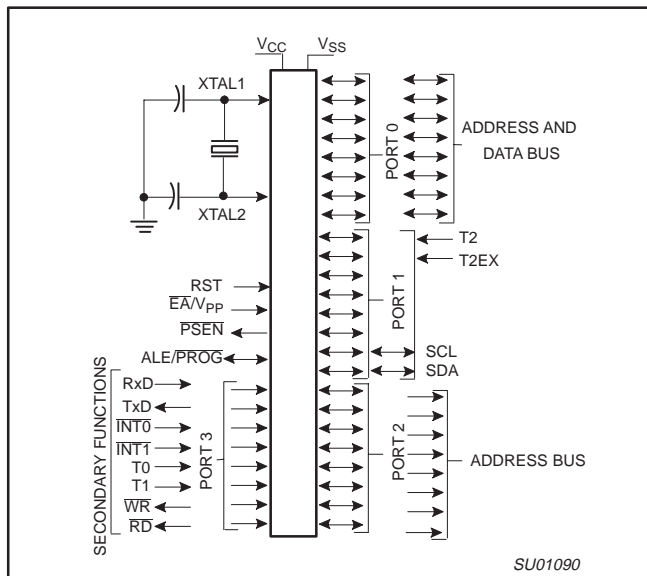 VCC VSS
XTAL1
XTAL2
PORT 0
ADDRESS AND
DATA BUS
T2
T2EX
PORT 1
SCL
SDA
RST
EA/VPP
PSEN
ALE/PROG
SECONDARY FUNCTIONS
RxD
TxD
INT0
INT1
T0
T1
WR
RD
PORT 3
PORT 2
ADDRESS BUS
SU01090